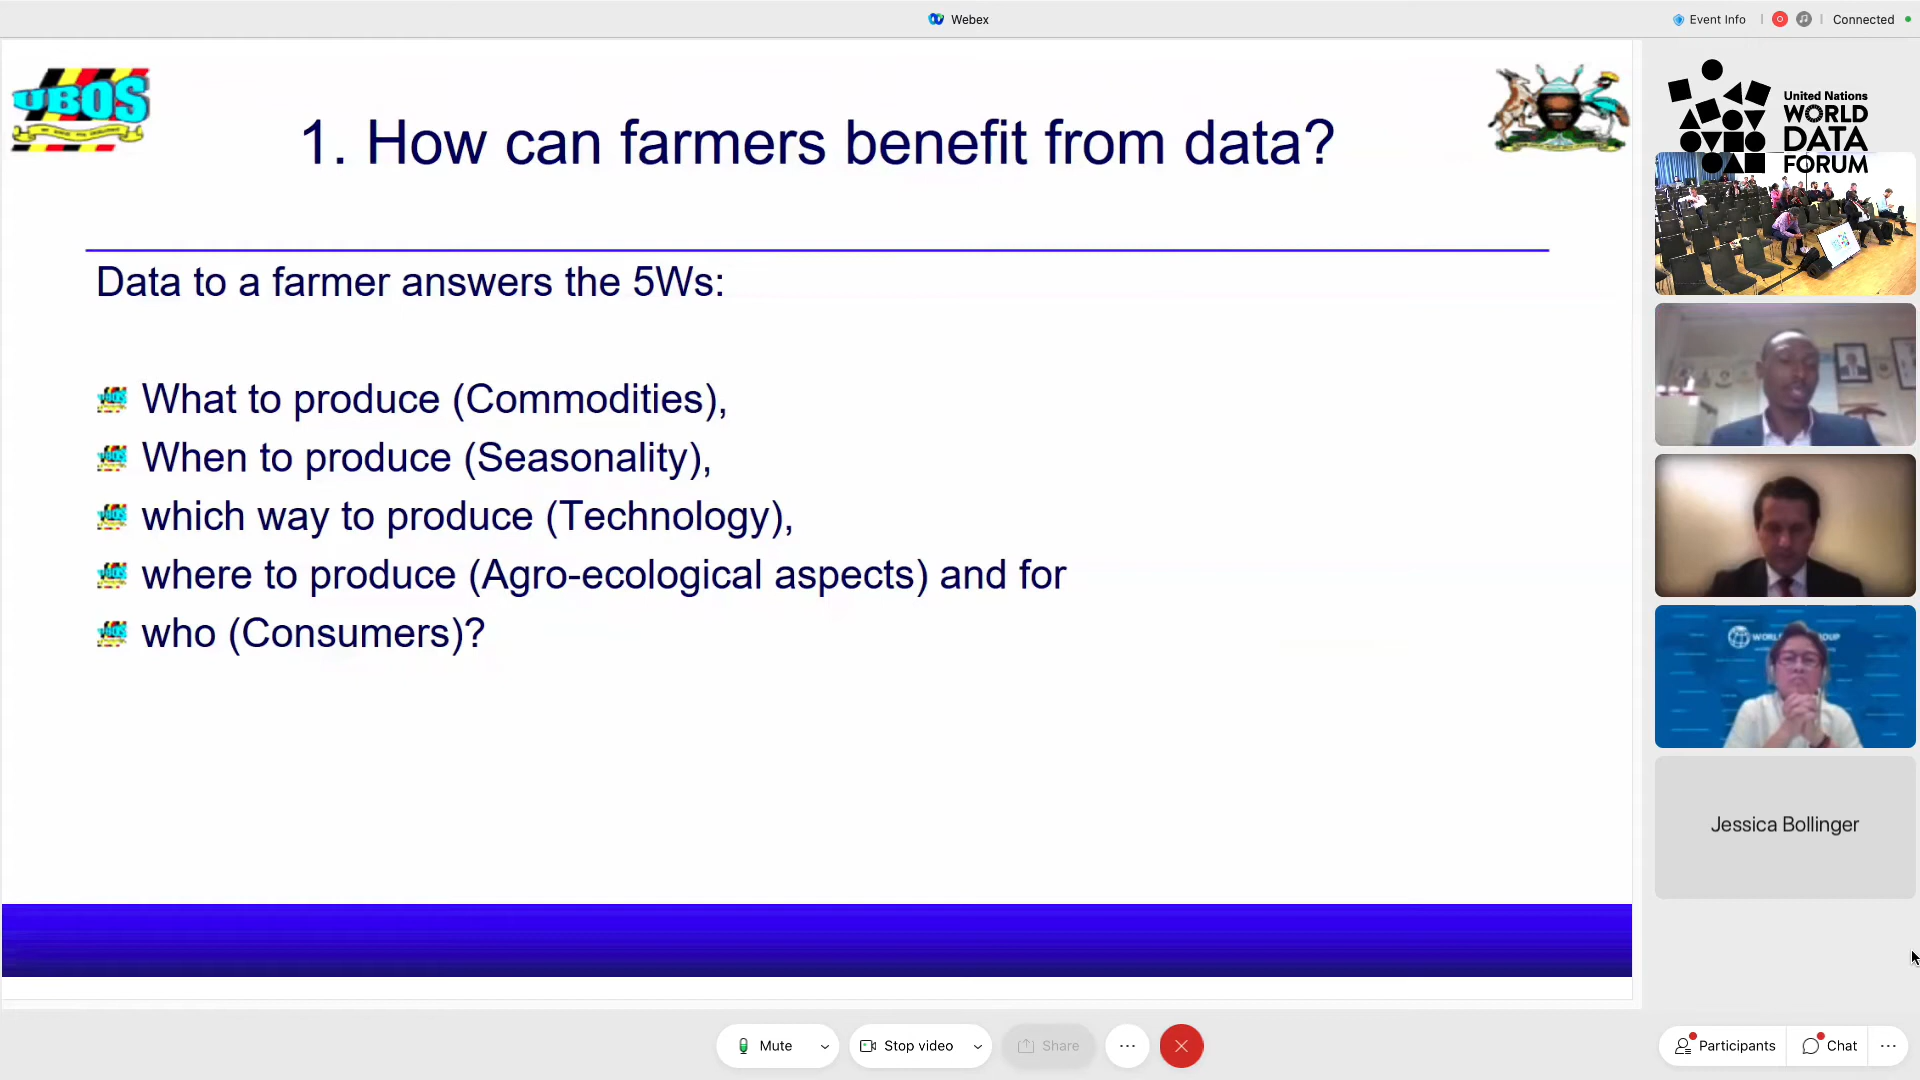 Webex
Event Info
Connected
UBOS
1. How can farmers benefit from data?
Data to a farmer answers the 5Ws:
What to produce (Commodities),
When to produce (Seasonality),
which way to produce (Technology),
where to produce (Agro-ecological aspects) and for
who (Consumers)?
United Nations
WORLD
DATA
FORUM
Jessica Bollinger
Mute
Stop video
Share
Participants
Chat